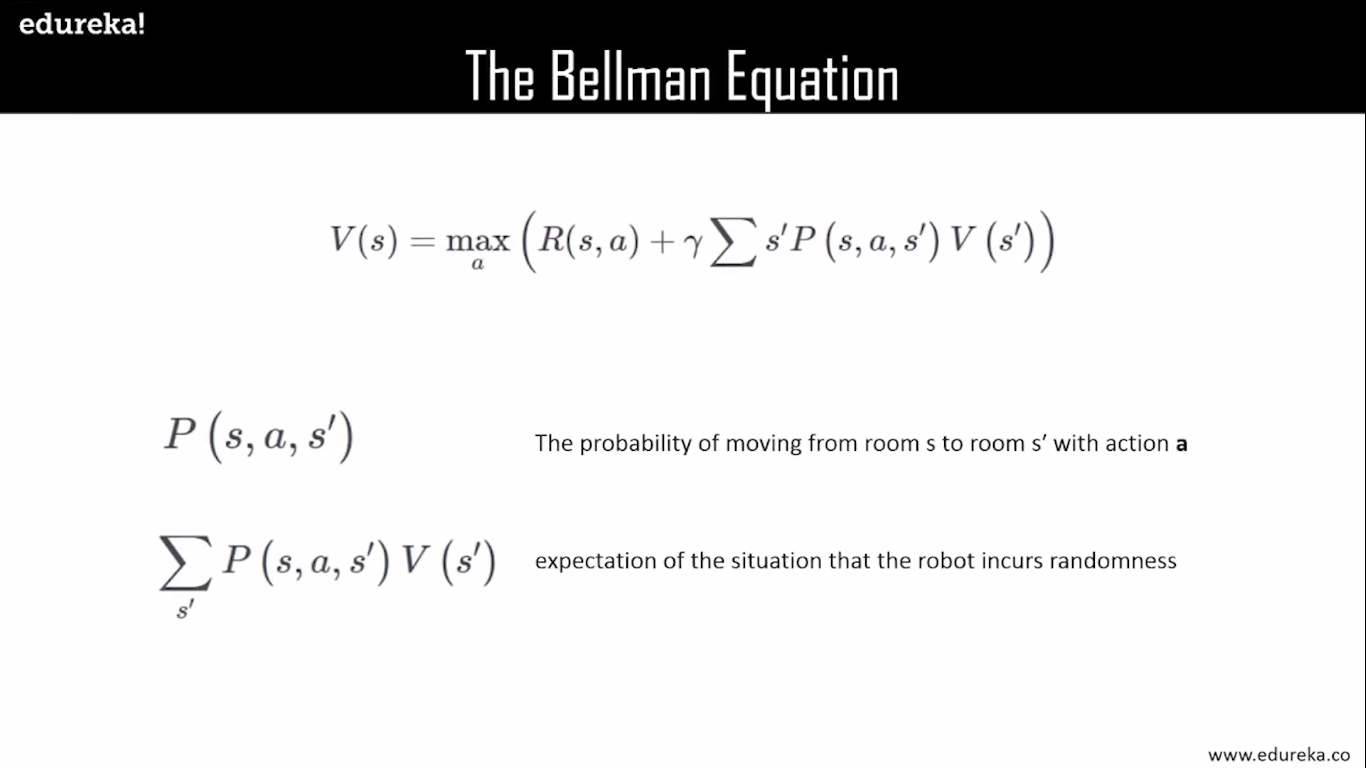 edureka!
The Bellman Equation
V(s) = max_a (R(s, a) + γ ∑ s′P (s, a, s′) V (s′))
P (s, a, s′) The probability of moving from room s to room s’ with action a
∑_s′ P (s, a, s′) V (s′) expectation of the situation that the robot incurs randomness
www.edureka.co